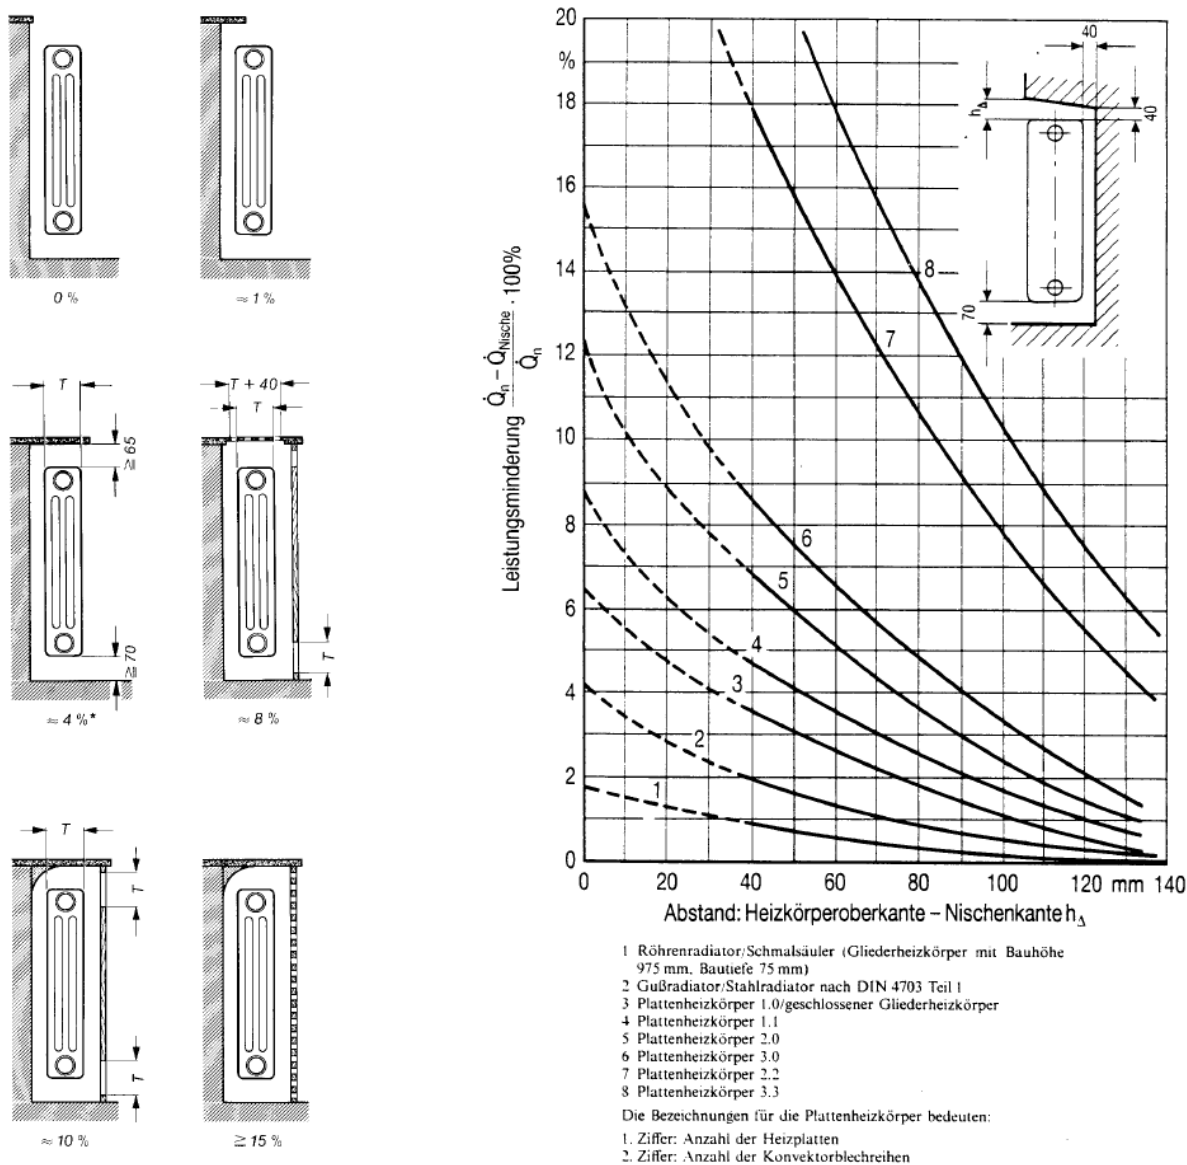 0 %
≈ 1 %
T
≧ 65
≧ 70
≈ 4 %*
T + 40
T
T
≈ 8 %
T
T
T
≈ 10 %
≧ 15 %
20
%
18
16
14
12
10
8
6
4
2
0
Leistungsminderung (Q̇n – Q̇Nische) / Q̇n · 100%
40
hΔ
40
70
8
7
6
5
4
3
2
1
0 20 40 60 80 100 120 mm 140
Abstand: Heizkörperoberkante – Nischenkante hΔ
1 Röhrenradiator/Schmalsäuler (Gliederheizkörper mit Bauhöhe
975 mm, Bautiefe 75 mm)
2 Gußradiator/Stahlradiator nach DIN 4703 Teil 1
3 Plattenheizkörper 1.0/geschlossener Gliederheizkörper
4 Plattenheizkörper 1.1
5 Plattenheizkörper 2.0
6 Plattenheizkörper 3.0
7 Plattenheizkörper 2.2
8 Plattenheizkörper 3.3
Die Bezeichnungen für die Plattenheizkörper bedeuten:
1. Ziffer: Anzahl der Heizplatten
2. Ziffer: Anzahl der Konvektorblechreihen